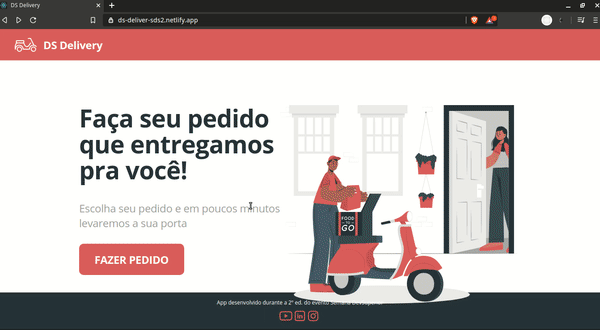 DS Delivery
ds-deliver-sds2.netlify.app
DS Delivery
Faça seu pedido
que entregamos
pra você!
Escolha seu pedido e em poucos minutos
levaremos a sua porta
FAZER PEDIDO
FOOD
TO
GO
App desenvolvido durante a 2ª ed. do evento Semana